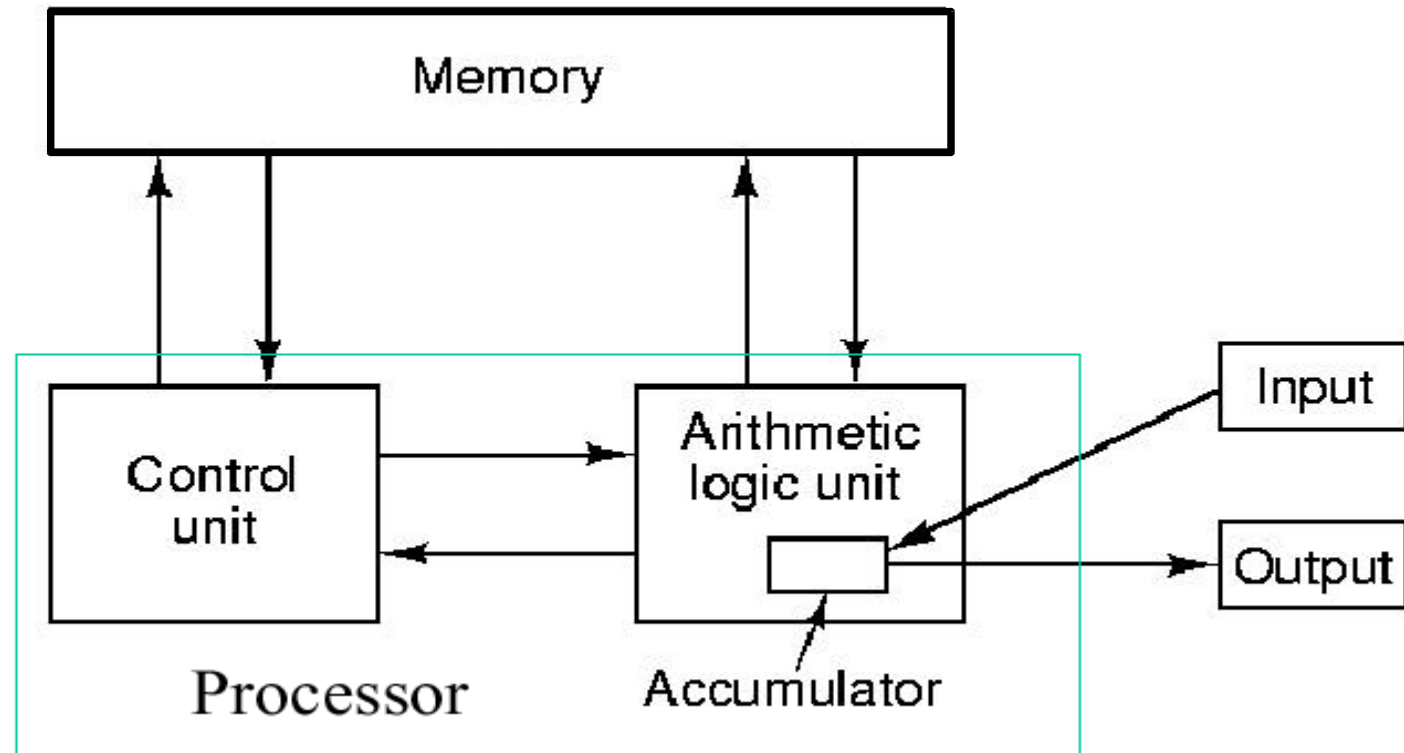 Memory
Control
unit
Arithmetic
logic unit
Input
Output
Accumulator
Processor